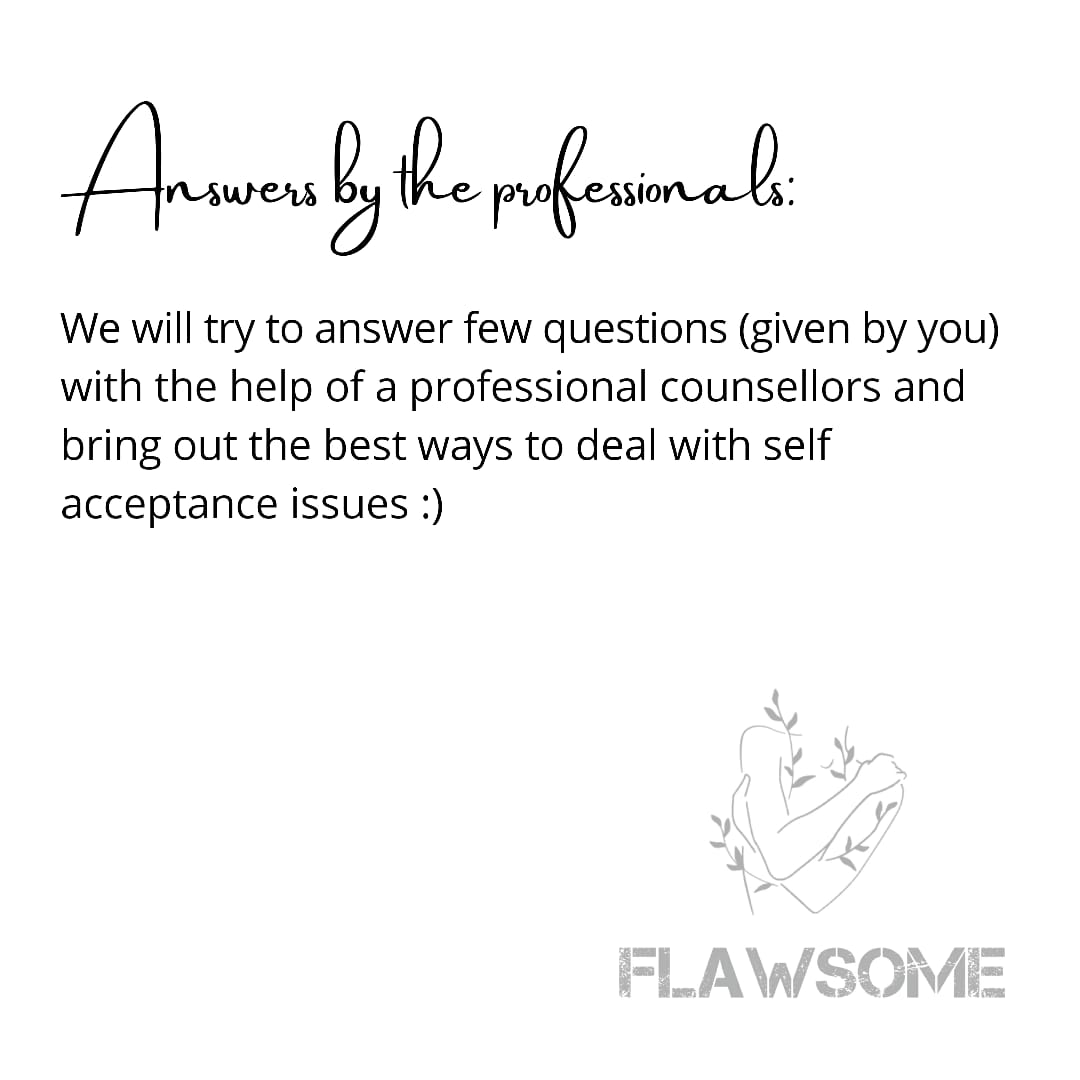 Answers by the professionals:
We will try to answer few questions (given by you)
with the help of a professional counsellors and
bring out the best ways to deal with self
acceptance issues :)
FLAWSOME